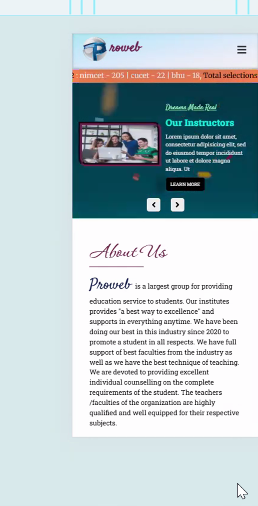 Proweb
: nimcet - 205 | cucet - 22 | bhu - 18, Total selections
Dreams Made Real
Our Instructors
Lorem ipsum dolor sit amet,
consectetur adipisicing elit, sed
do eiusmod tempor incididunt
ut labore et dolore magna
aliqua. Ut
LEARN MORE
About Us
Proweb is a largest group for providing
education service to students. Our institutes
provides "a best way to excellence" and
supports in everything anytime. We have been
doing our best in this industry since 2020 to
promote a student in all respects. We have full
support of best faculties from the industry as
well as we have the best technique of teaching.
We are devoted to providing excellent
individual counselling on the complete
requirements of the student. The teachers
/faculties of the organization are highly
qualified and well equipped for their respective
subjects.